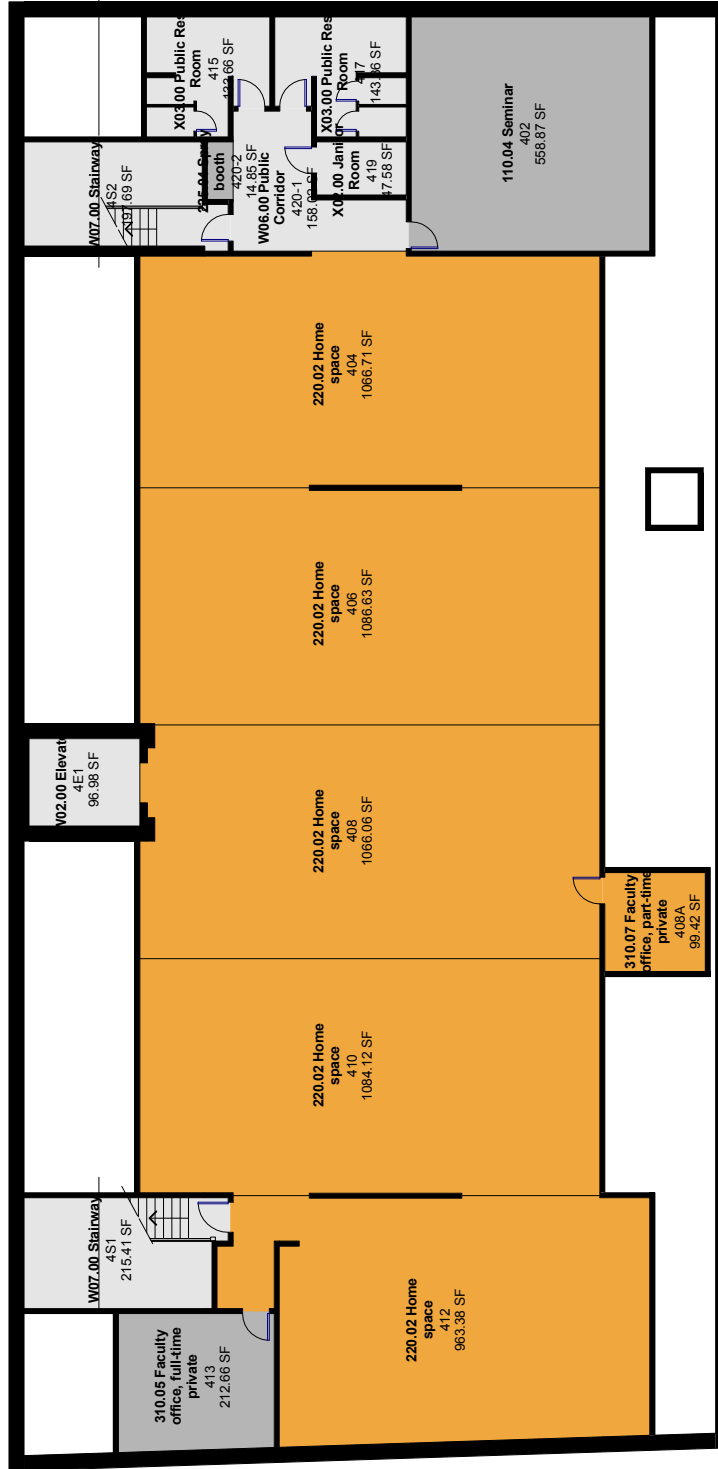 X03.00 Public Res
Room
415
X03.00 Public Res
Room
417
110.04 Seminar
402
558.87 SF
W07.00 Stairway
4S2
197.69 SF
booth
420-2
14.85 SF
W06.00 Public
Corridor
420-1
X02.00 Janitor
Room
419
47.58 SF
220.02 Home
space
404
1066.71 SF
220.02 Home
space
406
1086.63 SF
W02.00 Elevat
4E1
96.98 SF
220.02 Home
space
408
1066.06 SF
310.07 Faculty
office, part-time
private
408A
99.42 SF
220.02 Home
space
410
1084.12 SF
W07.00 Stairway
4S1
215.41 SF
310.05 Faculty
office, full-time
private
413
212.66 SF
220.02 Home
space
412
963.38 SF